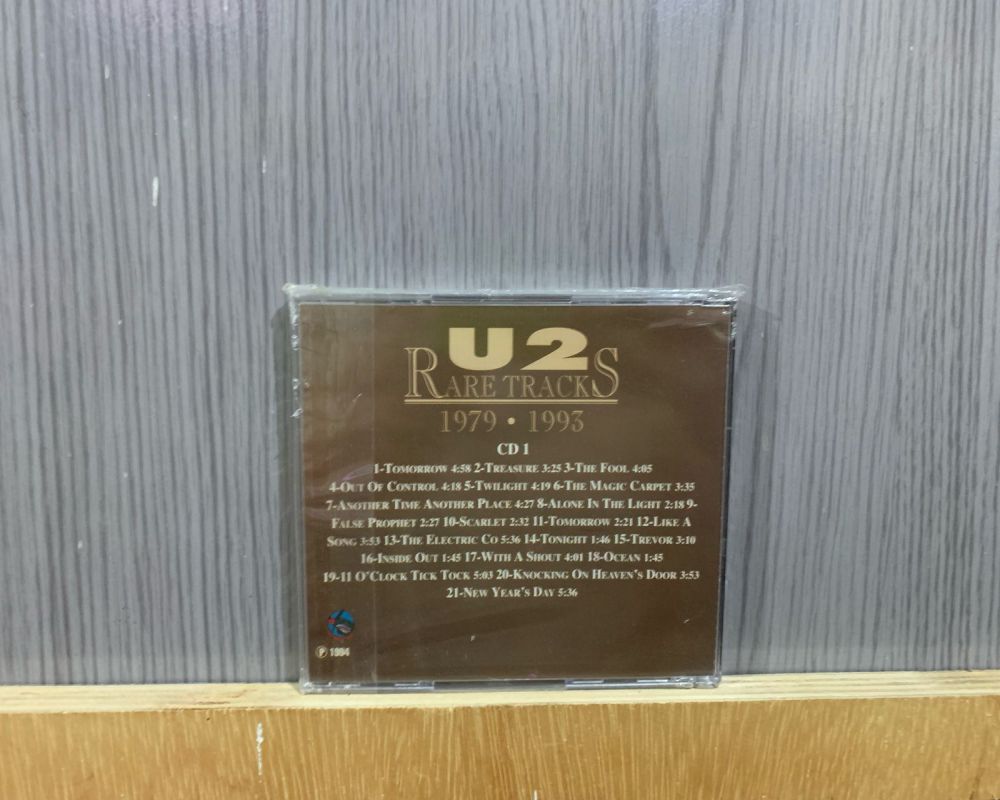 U2
RARE TRACKS
1979 • 1993
CD 1
1-TOMORROW 4:58 2-TREASURE 3:25 3-THE FOOL 4:05
4-OUT OF CONTROL 4:18 5-TWILIGHT 4:19 6-THE MAGIC CARPET 3:35
7-ANOTHER TIME ANOTHER PLACE 4:27 8-ALONE IN THE LIGHT 2:18 9-
FALSE PROPHET 2:27 10-SCARLET 2:32 11-TOMORROW 2:21 12-LIKE A
SONG 3:53 13-THE ELECTRIC CO 5:36 14-TONIGHT 1:46 15-TREVOR 3:10
16-INSIDE OUT 1:45 17-WITH A SHOUT 4:01 18-OCEAN 1:45
19-11 O'CLOCK TICK TOCK 5:03 20-KNOCKING ON HEAVEN'S DOOR 3:53
21-NEW YEAR'S DAY 5:36
Ⓟ 1994